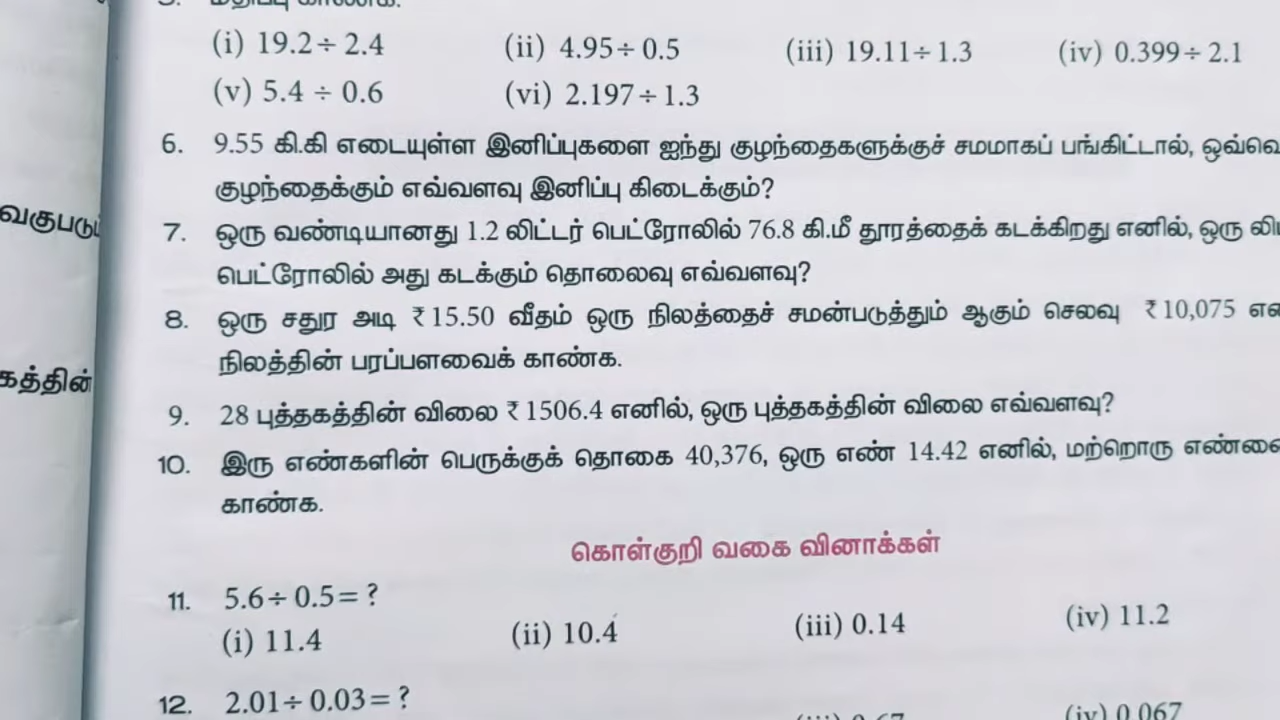 5. மதிப்பு காண்க.
(i) 19.2 ÷ 2.4 (ii) 4.95 ÷ 0.5 (iii) 19.11 ÷ 1.3 (iv) 0.399 ÷ 2.1
(v) 5.4 ÷ 0.6 (vi) 2.197 ÷ 1.3
6. 9.55 கி.கி எடையுள்ள இனிப்புகளை ஐந்து குழந்தைகளுக்குச் சமமாகப் பங்கிட்டால்,
குழந்தைக்கும் எவ்வளவு இனிப்பு கிடைக்கும்?
வகுபடும்
7. ஒரு வண்டியானது 1.2 லிட்டர் பெட்ரோலில் 76.8 கி.மீ தூரத்தைக் கடக்கிறது எனில், ஒரு
பெட்ரோலில் அது கடக்கும் தொலைவு எவ்வளவு?
8. ஒரு சதுர அடி ₹ 15.50 வீதம் ஒரு நிலத்தைச் சமன்படுத்தும் ஆகும் செலவு ₹ 10,075
நிலத்தின் பரப்பளவைக் காண்க.
கத்தின்
9. 28 புத்தகத்தின் விலை ₹ 1506.4 எனில், ஒரு புத்தகத்தின் விலை எவ்வளவு?
10. இரு எண்களின் பெருக்குக் தொகை 40,376, ஒரு எண் 14.42 எனில், மற்றொரு
காண்க.
கொள்குறி வகை வினாக்கள்
11. 5.6 ÷ 0.5 = ?
(i) 11.4 (ii) 10.4 (iii) 0.14 (iv) 11.2
12. 2.01 ÷ 0.03 = ?
(iii) 0.67 (iv) 0.067